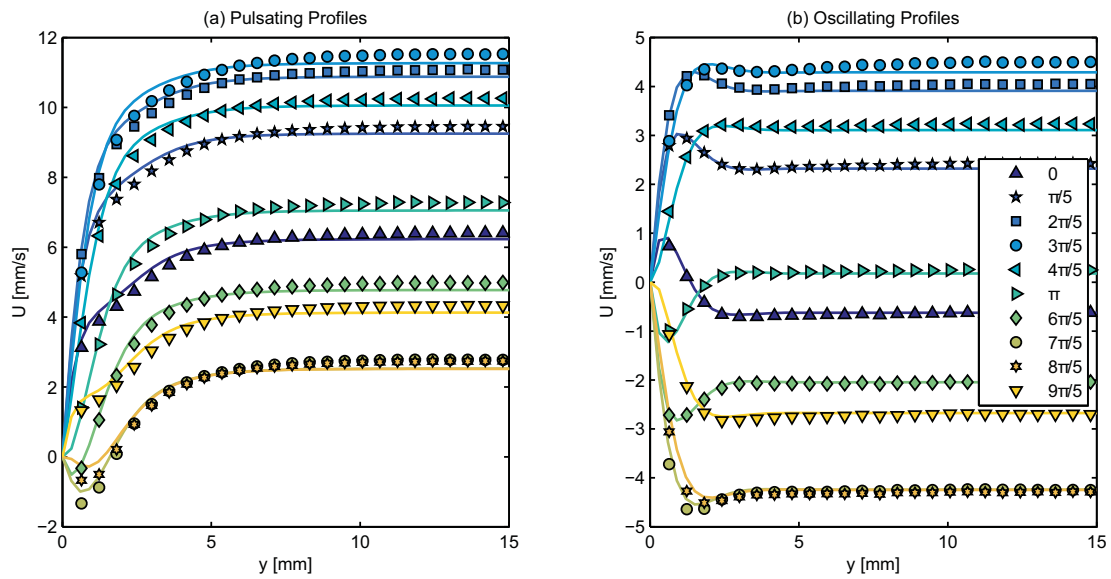 (a) Pulsating Profiles
12
10
8
6
4
2
0
−2
U [mm/s]
0 5 10 15
y [mm]
(b) Oscillating Profiles
5
4
3
2
1
0
−1
−2
−3
−4
−5
U [mm/s]
0 5 10 15
y [mm]
0
π/5
2π/5
3π/5
4π/5
π
6π/5
7π/5
8π/5
9π/5